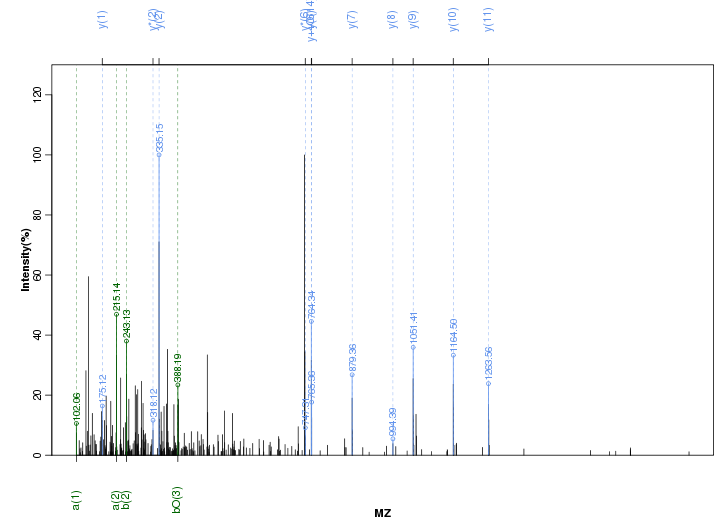 y(1)
y*(2)
y(2)
y*(6)
y(7)
y(8)
y(9)
y(10)
y(11)
Intensity(%)
0
20
40
60
80
100
120
102.06
175.12
215.14
243.13
318.12
335.15
388.19
764.34
879.36
994.39
1051.41
1164.50
1263.56
a(1)
a(2)
b(2)
bO(3)
MZ